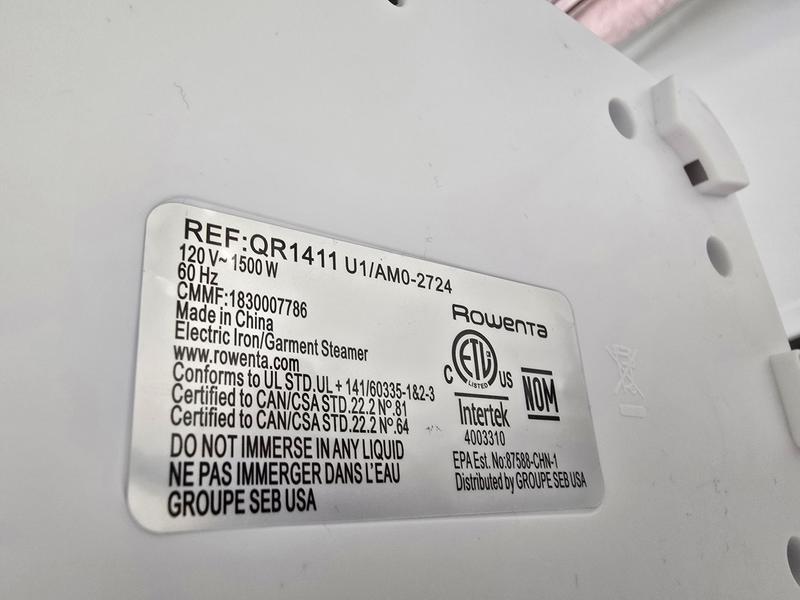 REF:QR1411 U1/AM0-2724
120 V~ 1500 W
60 Hz
CMMF:1830007786
Made in China
Electric Iron/Garment Steamer
www.rowenta.com
Conforms to UL STD.UL + 141/60335-1&2-3
Certified to CAN/CSA STD.22.2 Nº.81
Certified to CAN/CSA STD.22.2 Nº.64
DO NOT IMMERSE IN ANY LIQUID
NE PAS IMMERGER DANS L'EAU
GROUPE SEB USA
Rowenta
C ETL US
LISTED
NOM
Intertek
4003310
EPA Est. No:87588-CHN-1
Distributed by GROUPE SEB USA